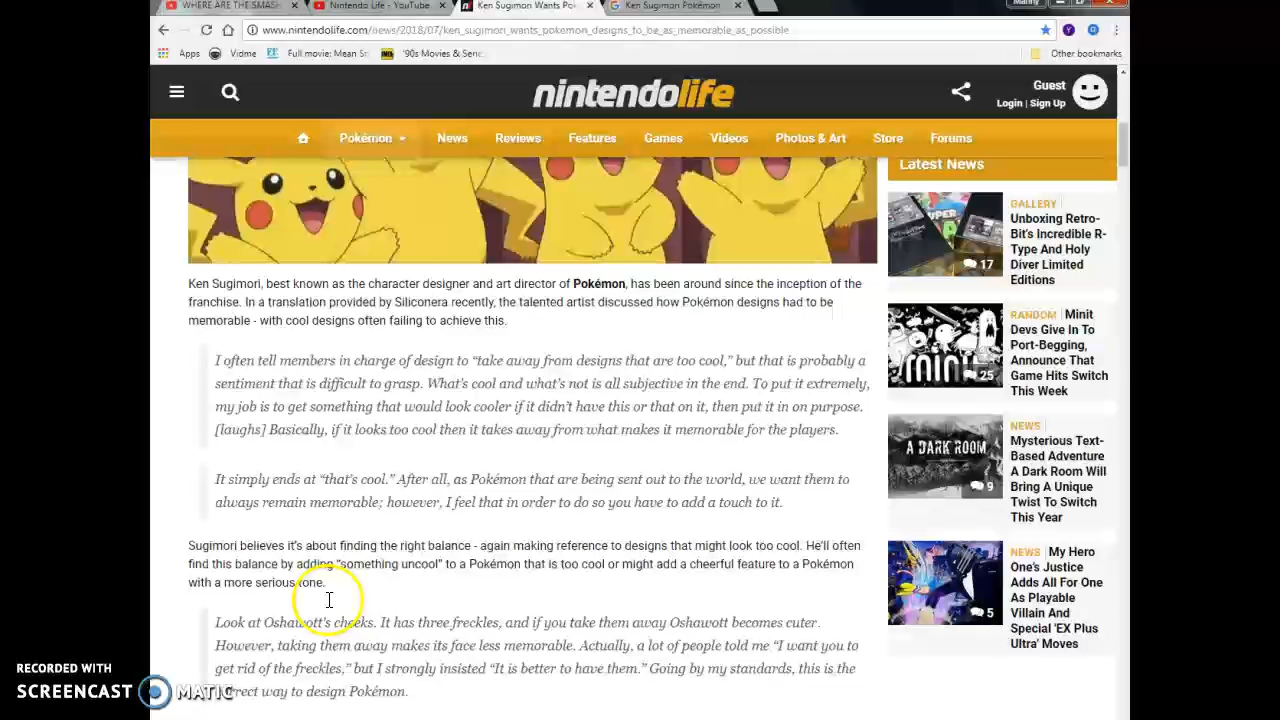 WHERE ARE THE SMASH
Nintendo Life - YouTube
Ken Sugimori Wants Pok
Ken Sugimori Pokémon
Manny
www.nintendolife.com/news/2018/07/ken_sugimori_wants_pokemon_designs_to_be_as_memorable_as_possible
Apps
Vidme
Full movie: Mean Sr
'90s Movies & Seni
Other bookmarks
nintendolife
Guest
Login | Sign Up
Pokémon
News
Reviews
Features
Games
Videos
Photos & Art
Store
Forums
Ken Sugimori, best known as the character designer and art director of Pokémon, has been around since the inception of the
franchise. In a translation provided by Siliconera recently, the talented artist discussed how Pokémon designs had to be
memorable - with cool designs often failing to achieve this.
I often tell members in charge of design to “take away from designs that are too cool,” but that is probably a
sentiment that is difficult to grasp. What’s cool and what’s not is all subjective in the end. To put it extremely,
my job is to get something that would look cooler if it didn’t have this or that on it, then put it in on purpose.
[laughs] Basically, if it looks too cool then it takes away from what makes it memorable for the players.
It simply ends at “that’s cool.” After all, as Pokémon that are being sent out to the world, we want them to
always remain memorable; however, I feel that in order to do so you have to add a touch to it.
Sugimori believes it's about finding the right balance - again making reference to designs that might look too cool. He'll often
find this balance by adding "something uncool" to a Pokémon that is too cool or might add a cheerful feature to a Pokémon
with a more serious tone.
Look at Oshawott’s cheeks. It has three freckles, and if you take them away Oshawott becomes cuter.
However, taking them away makes its face less memorable. Actually, a lot of people told me “I want you to
get rid of the freckles,” but I strongly insisted “It is better to have them.” Going by my standards, this is the
correct way to design Pokémon.
Latest News
GALLERY
Unboxing Retro-
Bit's Incredible R-
Type And Holy
Diver Limited
Editions
17
RANDOM Minit
Devs Give In To
Port-Begging,
Announce That
Game Hits Switch
This Week
minit
25
NEWS
Mysterious Text-
Based Adventure
A Dark Room Will
Bring A Unique
Twist To Switch
This Year
A DARK ROOM
9
NEWS My Hero
One's Justice
Adds All For One
As Playable
Villain And
Special 'EX Plus
Ultra' Moves
5
RECORDED WITH
SCREENCAST MATIC